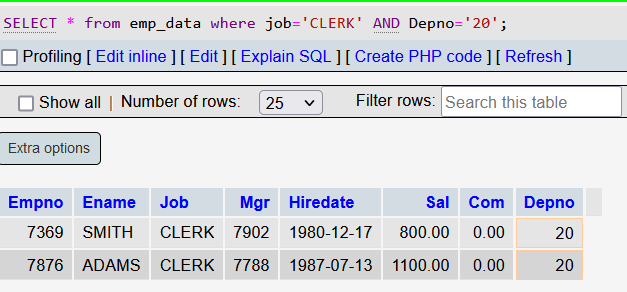 SELECT * from emp_data where job='CLERK' AND Depno='20';
Profiling [ Edit inline ] [ Edit ] [ Explain SQL ] [ Create PHP code ] [ Refresh ]
Show all | Number of rows: 25 Filter rows: Search this table
Extra options
Empno Ename Job Mgr Hiredate Sal Com Depno
7369 SMITH CLERK 7902 1980-12-17 800.00 0.00 20
7876 ADAMS CLERK 7788 1987-07-13 1100.00 0.00 20